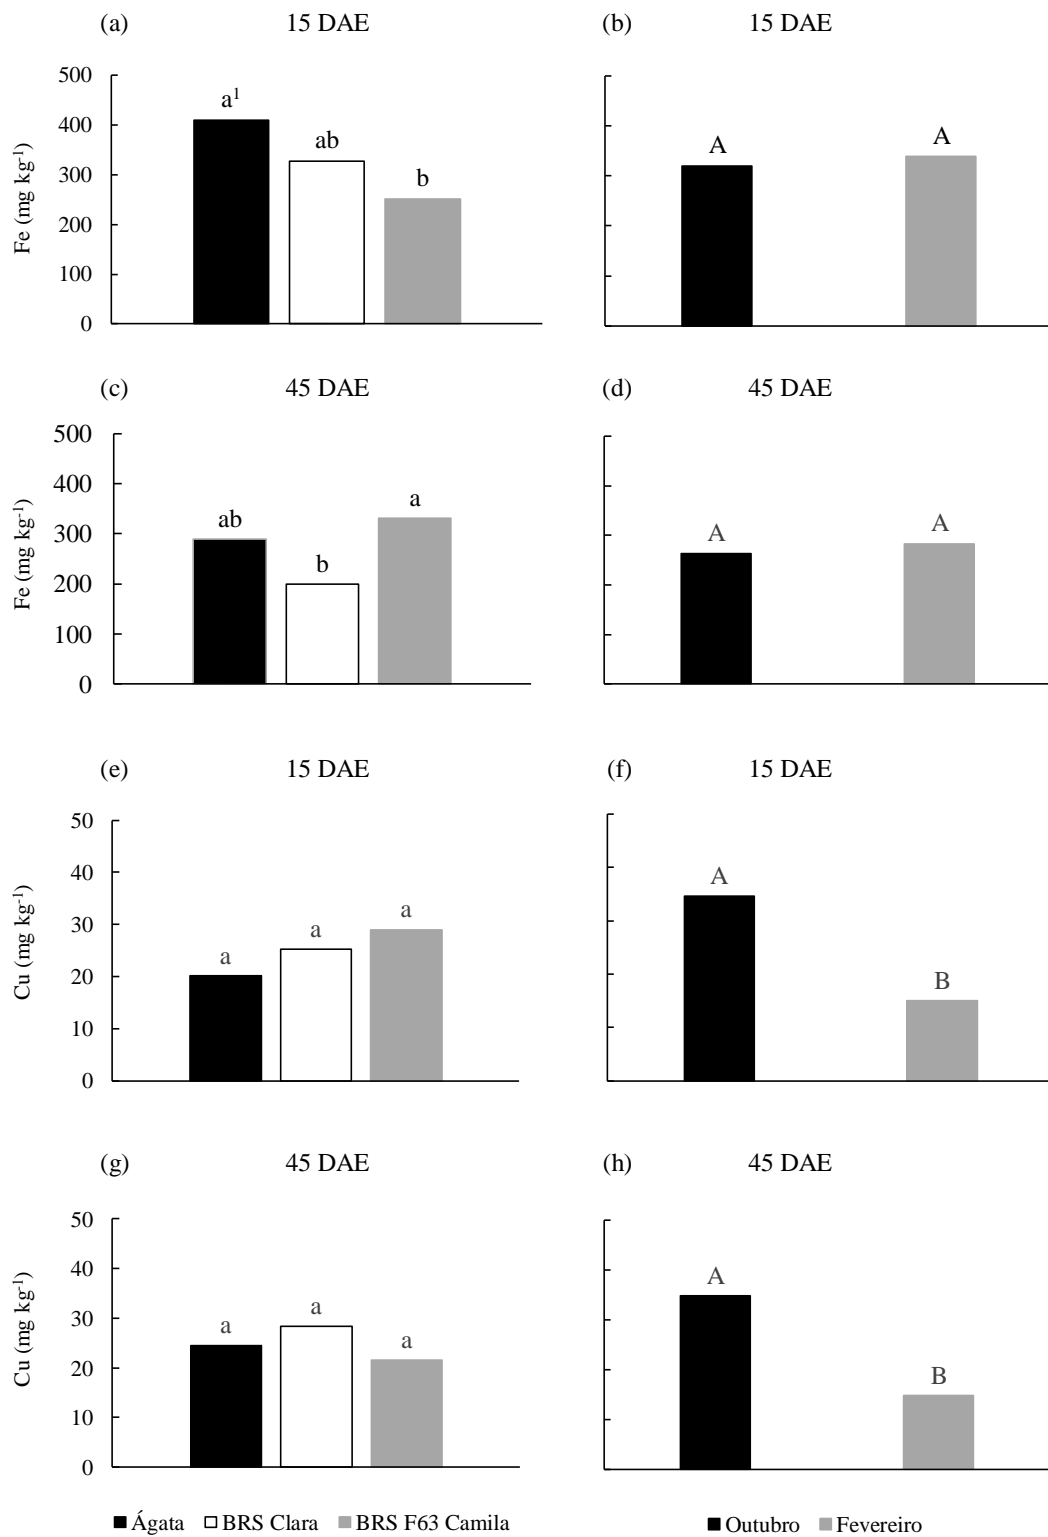 (a) 15 DAE
(b) 15 DAE
500
400
300
200
100
0
Fe (mg kg-1)
a1
ab
b
A
A
(c) 45 DAE
(d) 45 DAE
500
400
300
200
100
0
Fe (mg kg-1)
ab
b
a
A
A
(e) 15 DAE
(f) 15 DAE
50
40
30
20
10
0
Cu (mg kg-1)
a
a
a
A
B
(g) 45 DAE
(h) 45 DAE
50
40
30
20
10
0
Cu (mg kg-1)
a
a
a
A
B
Ágata BRS Clara BRS F63 Camila
Outubro Fevereiro